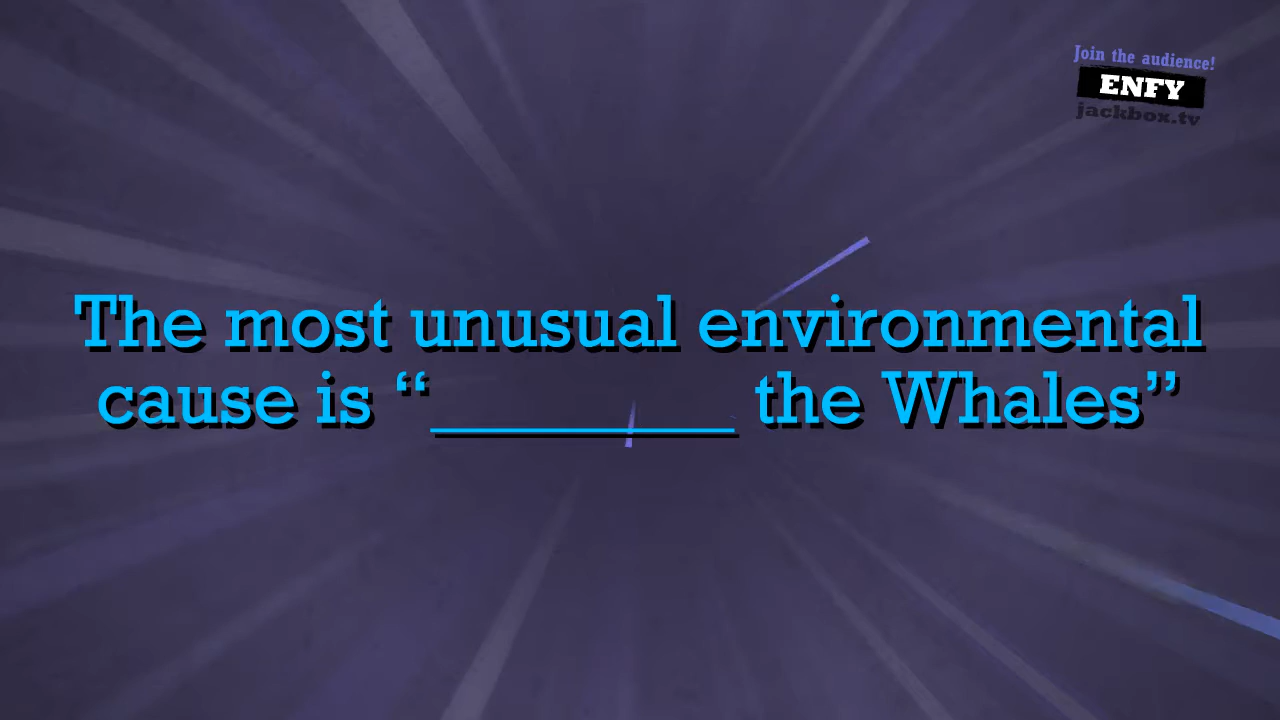 Join the audience!
ENFY
jackbox.tv
The most unusual environmental
cause is “________ the Whales”